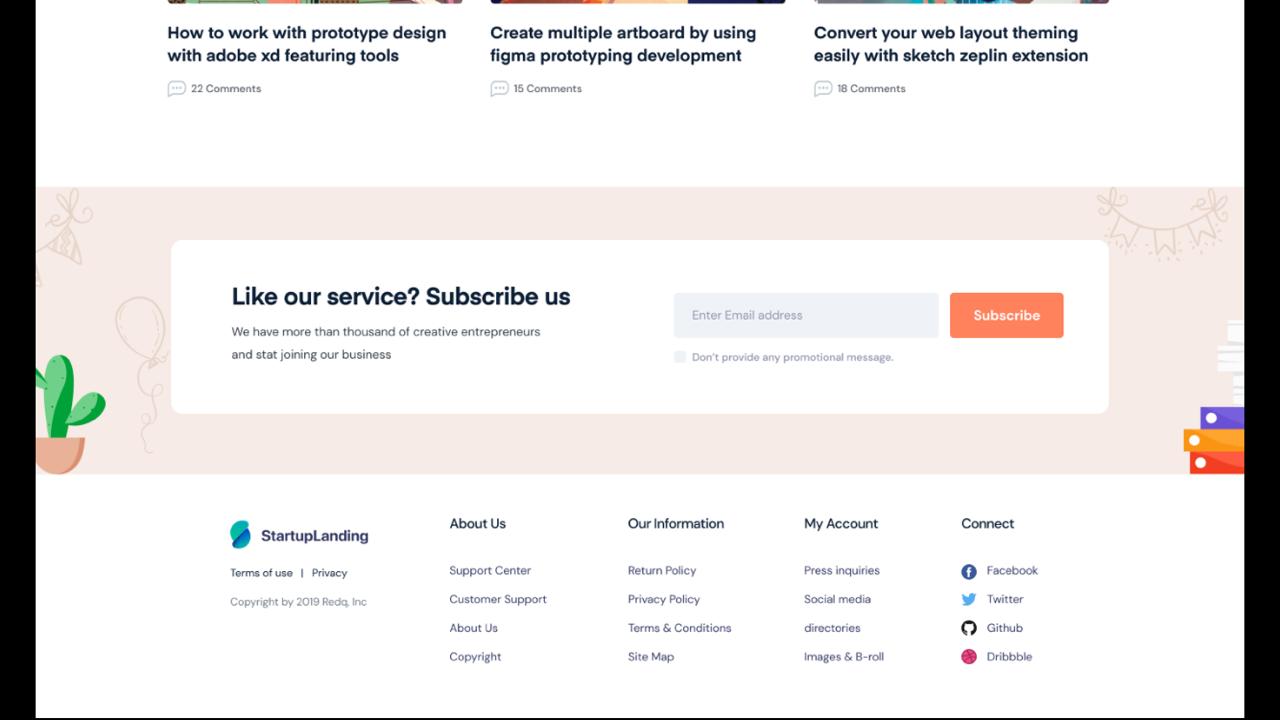 How to work with prototype design
with adobe xd featuring tools
22 Comments
Create multiple artboard by using
figma prototyping development
15 Comments
Convert your web layout theming
easily with sketch zeplin extension
18 Comments
Like our service? Subscribe us
We have more than thousand of creative entrepreneurs
and stat joining our business
Enter Email address
Subscribe
Don't provide any promotional message.
StartupLanding
Terms of use | Privacy
Copyright by 2019 Redq, Inc
About Us
Support Center
Customer Support
About Us
Copyright
Our Information
Return Policy
Privacy Policy
Terms & Conditions
Site Map
My Account
Press inquiries
Social media
directories
Images & B-roll
Connect
Facebook
Twitter
Github
Dribbble